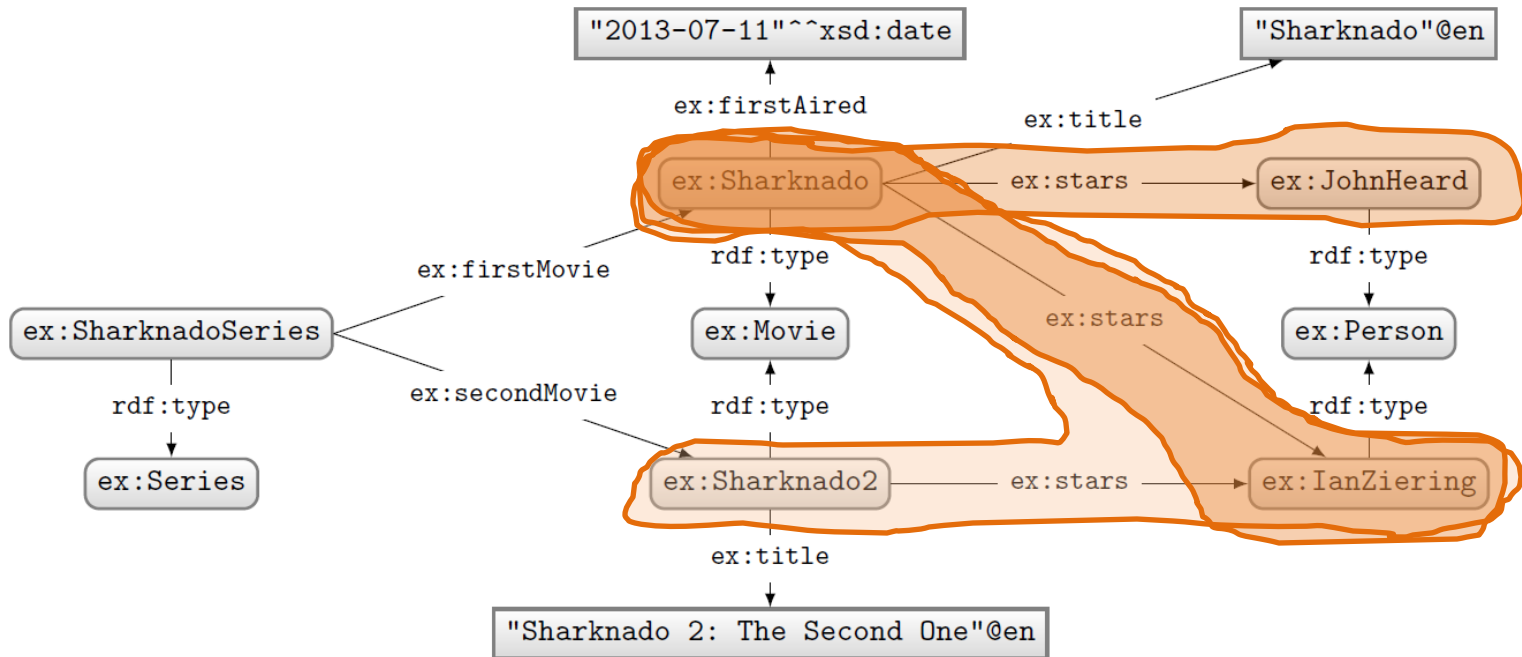 "2013-07-11"^^xsd:date
"Sharknado"@en
ex:firstAired
ex:title
ex:Sharknado
ex:stars
ex:JohnHeard
rdf:type
rdf:type
ex:firstMovie
ex:stars
ex:SharknadoSeries
ex:Movie
ex:Person
ex:secondMovie
rdf:type
rdf:type
rdf:type
ex:Series
ex:Sharknado2
ex:stars
ex:IanZiering
ex:title
"Sharknado 2: The Second One"@en